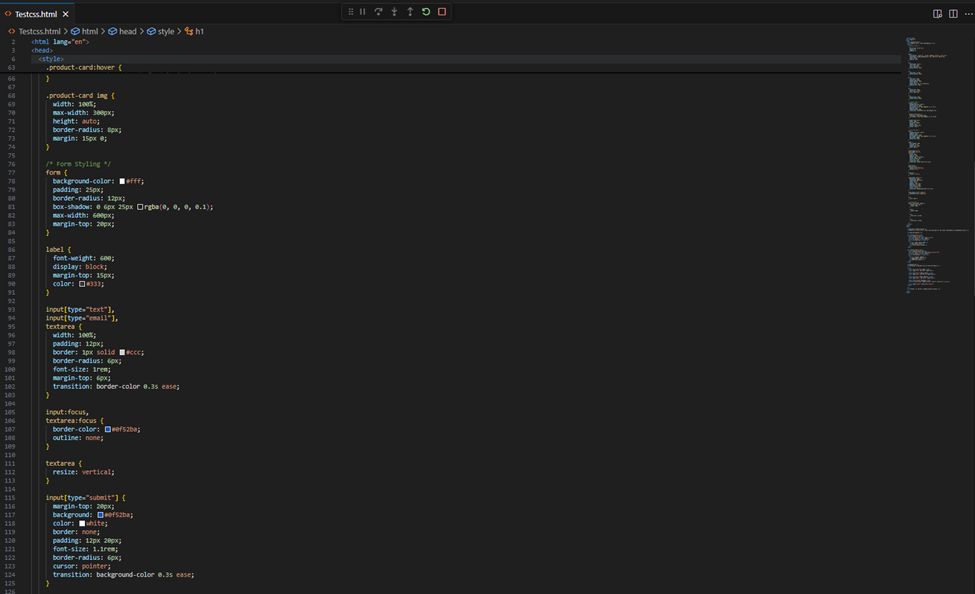 Testcss.html
Testcss.html > html > head > style > h1
2 <html lang="en">
3 <head>
6 <style>
63 .product-card:hover {
66 }
67
68 .product-card img {
69 width: 100%;
70 max-width: 300px;
71 height: auto;
72 border-radius: 8px;
73 margin: 15px 0;
74 }
75
76 /* Form Styling */
77 form {
78 background-color: #fff;
79 padding: 25px;
80 border-radius: 12px;
81 box-shadow: 0 6px 25px rgba(0, 0, 0, 0.1);
82 max-width: 600px;
83 margin-top: 20px;
84 }
85
86 label {
87 font-weight: 600;
88 display: block;
89 margin-top: 15px;
90 color: #333;
91 }
92
93 input[type="text"],
94 input[type="email"],
95 textarea {
96 width: 100%;
97 padding: 12px;
98 border: 1px solid #ccc;
99 border-radius: 6px;
100 font-size: 1rem;
101 margin-top: 6px;
102 transition: border-color 0.3s ease;
103 }
104
105 input:focus,
106 textarea:focus {
107 border-color: #0f52ba;
108 outline: none;
109 }
110
111 textarea {
112 resize: vertical;
113 }
114
115 input[type="submit"] {
116 margin-top: 20px;
117 background: #0f52ba;
118 color: white;
119 border: none;
120 padding: 12px 20px;
121 font-size: 1.1rem;
122 border-radius: 6px;
123 cursor: pointer;
124 transition: background-color 0.3s ease;
125 }
126